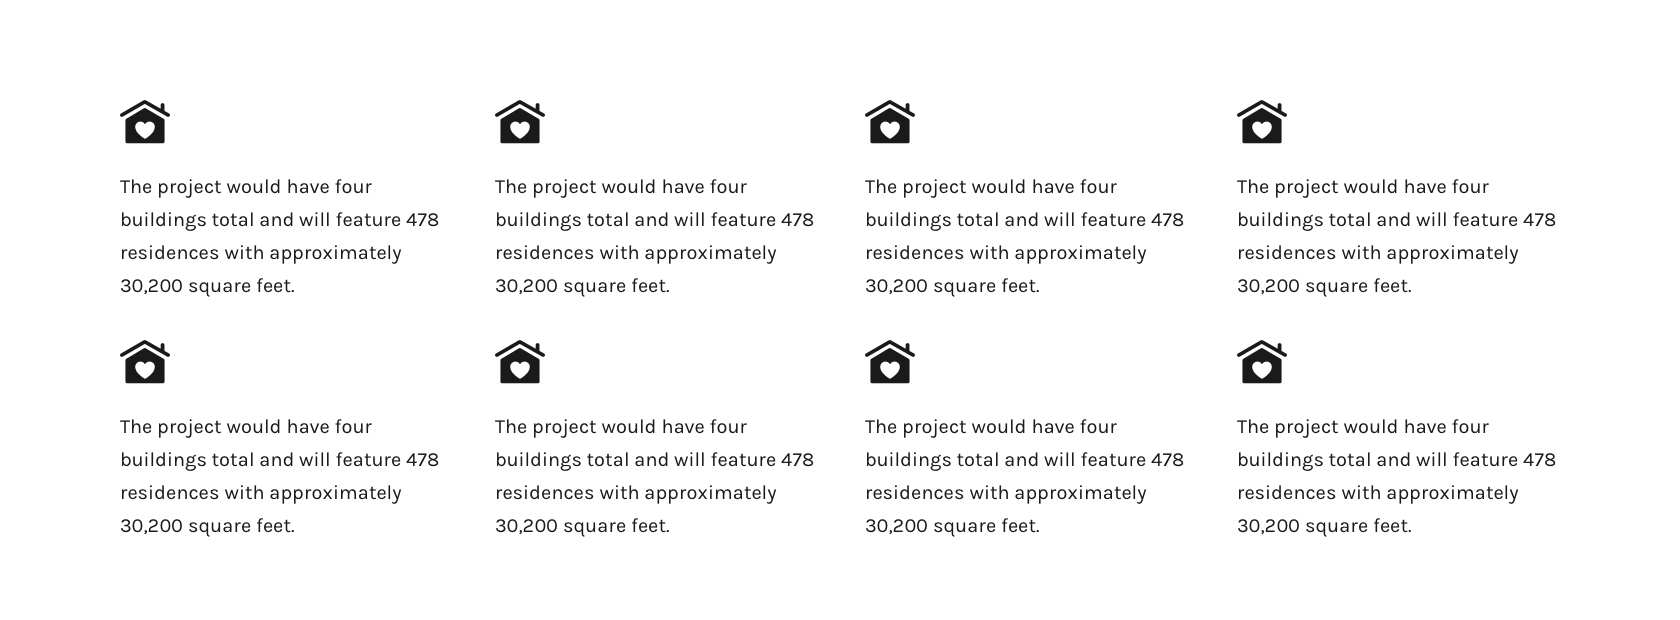 The project would have four
buildings total and will feature 478
residences with approximately
30,200 square feet.
The project would have four
buildings total and will feature 478
residences with approximately
30,200 square feet.
The project would have four
buildings total and will feature 478
residences with approximately
30,200 square feet.
The project would have four
buildings total and will feature 478
residences with approximately
30,200 square feet.
The project would have four
buildings total and will feature 478
residences with approximately
30,200 square feet.
The project would have four
buildings total and will feature 478
residences with approximately
30,200 square feet.
The project would have four
buildings total and will feature 478
residences with approximately
30,200 square feet.
The project would have four
buildings total and will feature 478
residences with approximately
30,200 square feet.